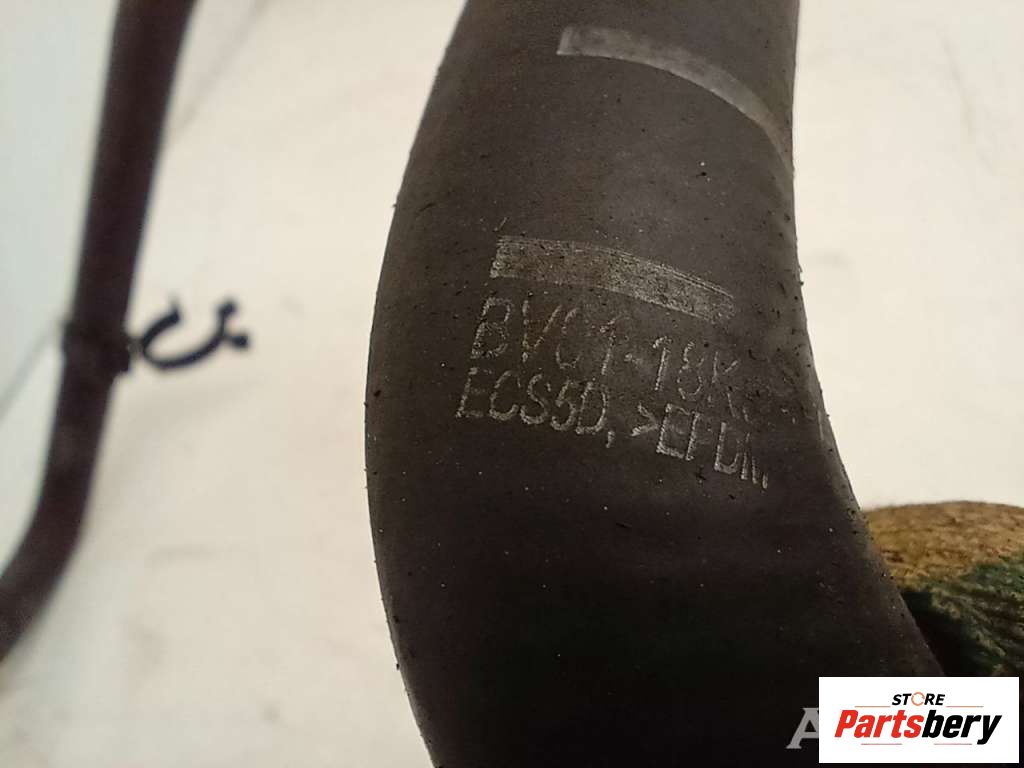 BV61-18K
ECS5D, >EPDM
STORE
Partsbery